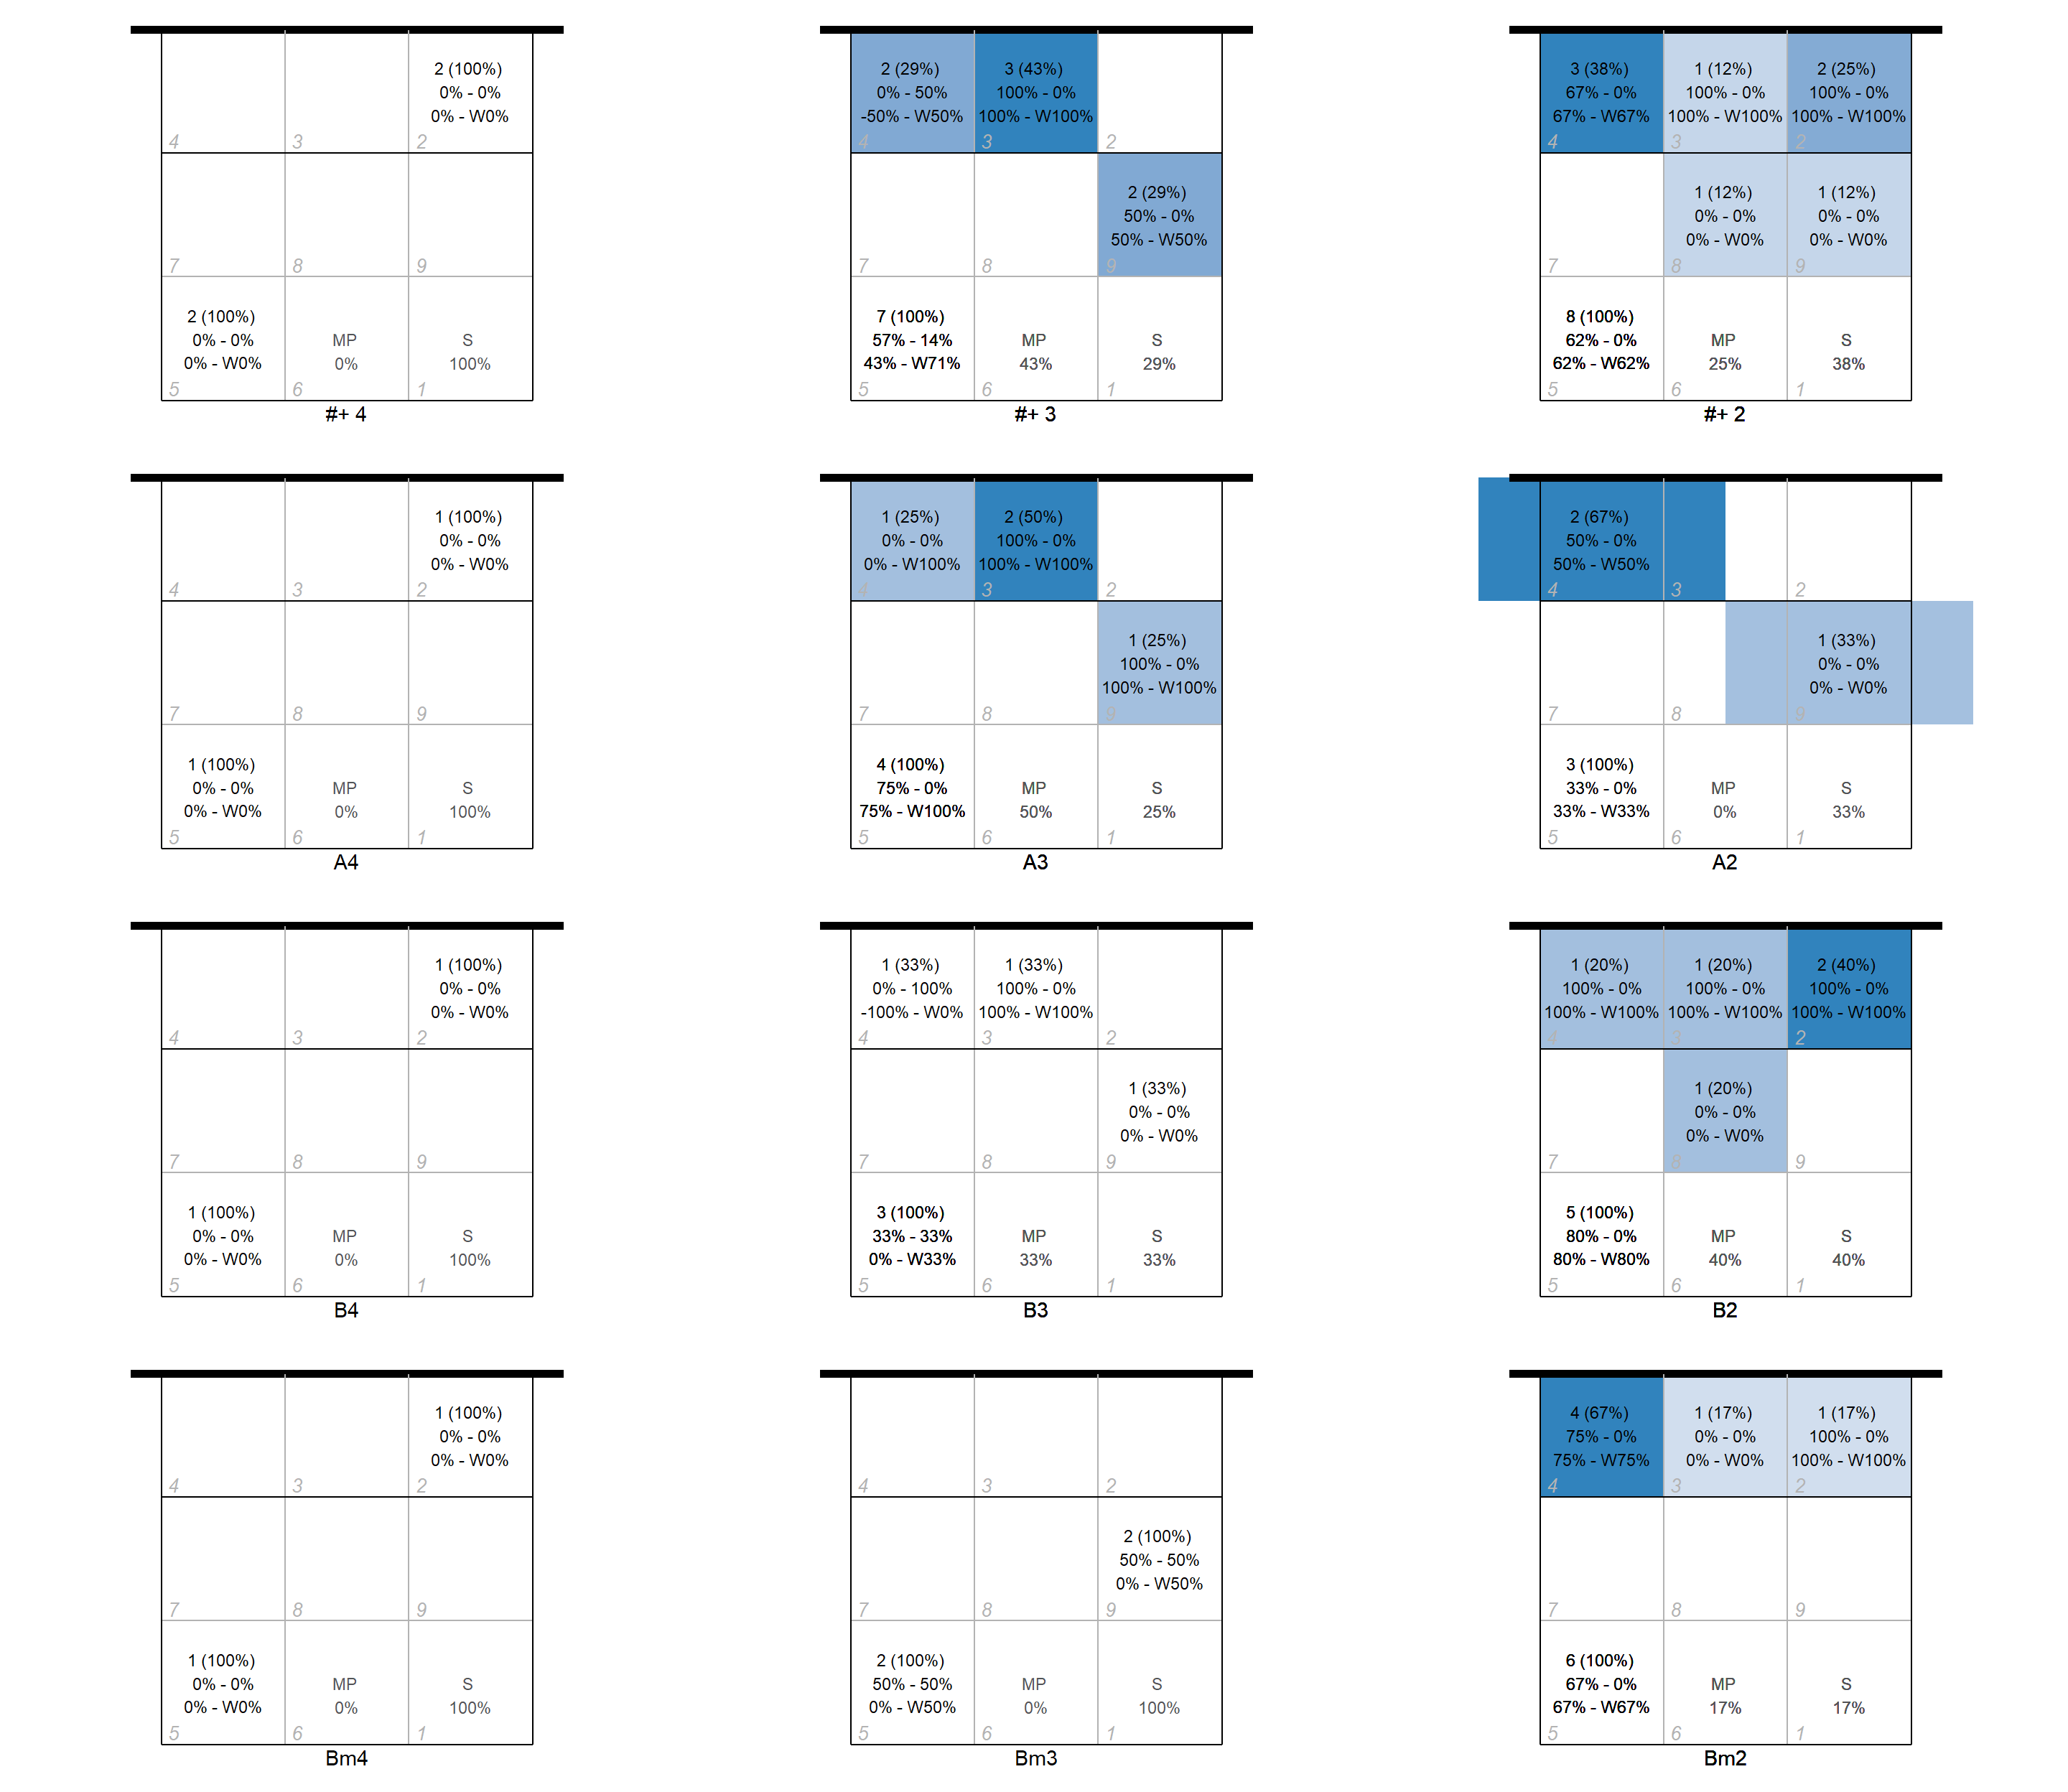 2 (100%)
0% - 0%
0% - W0%
4
3
2
7
8
9
2 (100%)
0% - 0%
0% - W0%
MP
0%
S
100%
5
6
1
#+ 4
2 (29%)
0% - 50%
-50% - W50%
3 (43%)
100% - 0%
100% - W100%
4
3
2
2 (29%)
50% - 0%
50% - W50%
7
8
9
7 (100%)
57% - 14%
43% - W71%
MP
43%
S
29%
5
6
1
#+ 3
3 (38%)
67% - 0%
67% - W67%
1 (12%)
100% - 0%
100% - W100%
2 (25%)
100% - 0%
100% - W100%
4
3
2
1 (12%)
0% - 0%
0% - W0%
1 (12%)
0% - 0%
0% - W0%
7
8
9
8 (100%)
62% - 0%
62% - W62%
MP
25%
S
38%
5
6
1
#+ 2
1 (100%)
0% - 0%
0% - W0%
4
3
2
7
8
9
1 (100%)
0% - 0%
0% - W0%
MP
0%
S
100%
5
6
1
A4
1 (25%)
0% - 0%
0% - W100%
2 (50%)
100% - 0%
100% - W100%
4
3
2
1 (25%)
100% - 0%
100% - W100%
7
8
9
4 (100%)
75% - 0%
75% - W100%
MP
50%
S
25%
5
6
1
A3
2 (67%)
50% - 0%
50% - W50%
4
3
2
1 (33%)
0% - 0%
0% - W0%
7
8
9
3 (100%)
33% - 0%
33% - W33%
MP
0%
S
33%
5
6
1
A2
1 (100%)
0% - 0%
0% - W0%
4
3
2
7
8
9
1 (100%)
0% - 0%
0% - W0%
MP
0%
S
100%
5
6
1
B4
1 (33%)
0% - 100%
-100% - W0%
1 (33%)
100% - 0%
100% - W100%
4
3
2
1 (33%)
0% - 0%
0% - W0%
7
8
9
3 (100%)
33% - 33%
0% - W33%
MP
33%
S
33%
5
6
1
B3
1 (20%)
100% - 0%
100% - W100%
1 (20%)
100% - 0%
100% - W100%
2 (40%)
100% - 0%
100% - W100%
4
3
2
1 (20%)
0% - 0%
0% - W0%
7
8
9
5 (100%)
80% - 0%
80% - W80%
MP
40%
S
40%
5
6
1
B2
1 (100%)
0% - 0%
0% - W0%
4
3
2
7
8
9
1 (100%)
0% - 0%
0% - W0%
MP
0%
S
100%
5
6
1
Bm4
4
3
2
2 (100%)
50% - 50%
0% - W50%
7
8
9
2 (100%)
50% - 50%
0% - W50%
MP
0%
S
100%
5
6
1
Bm3
4 (67%)
75% - 0%
75% - W75%
1 (17%)
0% - 0%
0% - W0%
1 (17%)
100% - 0%
100% - W100%
4
3
2
7
8
9
6 (100%)
67% - 0%
67% - W67%
MP
17%
S
17%
5
6
1
Bm2